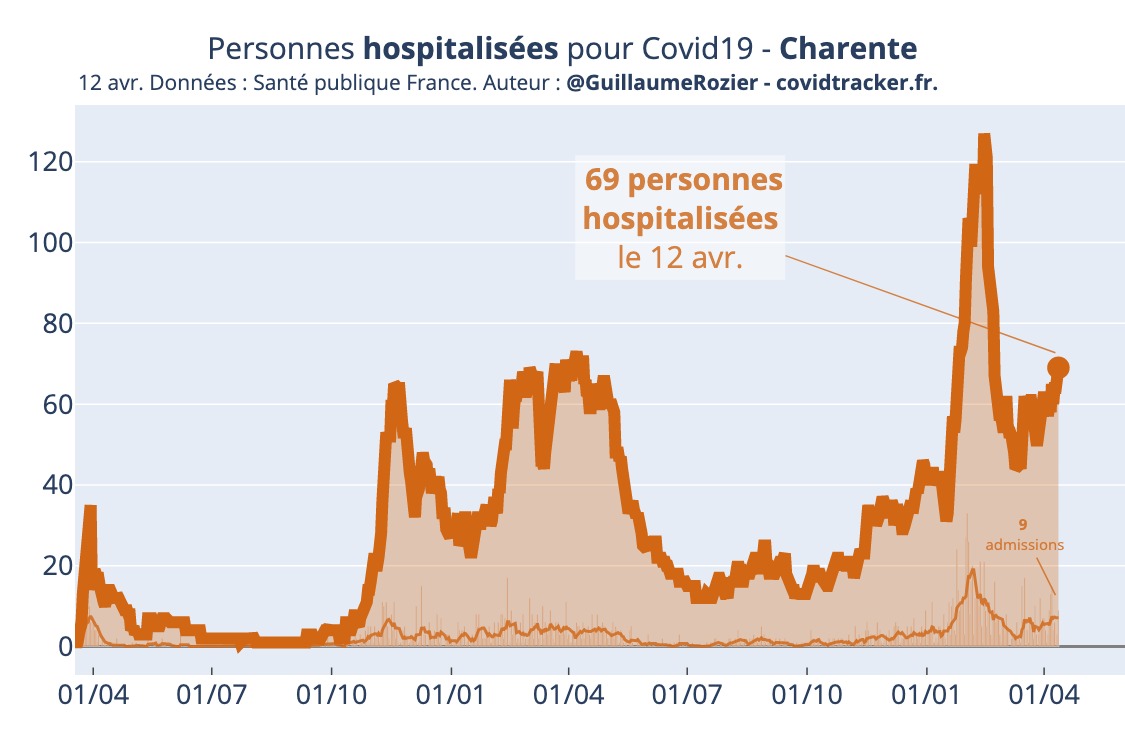 Personnes hospitalisées pour Covid19 - Charente
12 avr. Données : Santé publique France. Auteur : @GuillaumeRozier - covidtracker.fr.
120
100
80
60
40
20
0
69 personnes
hospitalisées
le 12 avr.
9
admissions
01/04 01/07 01/10 01/01 01/04 01/07 01/10 01/01 01/04